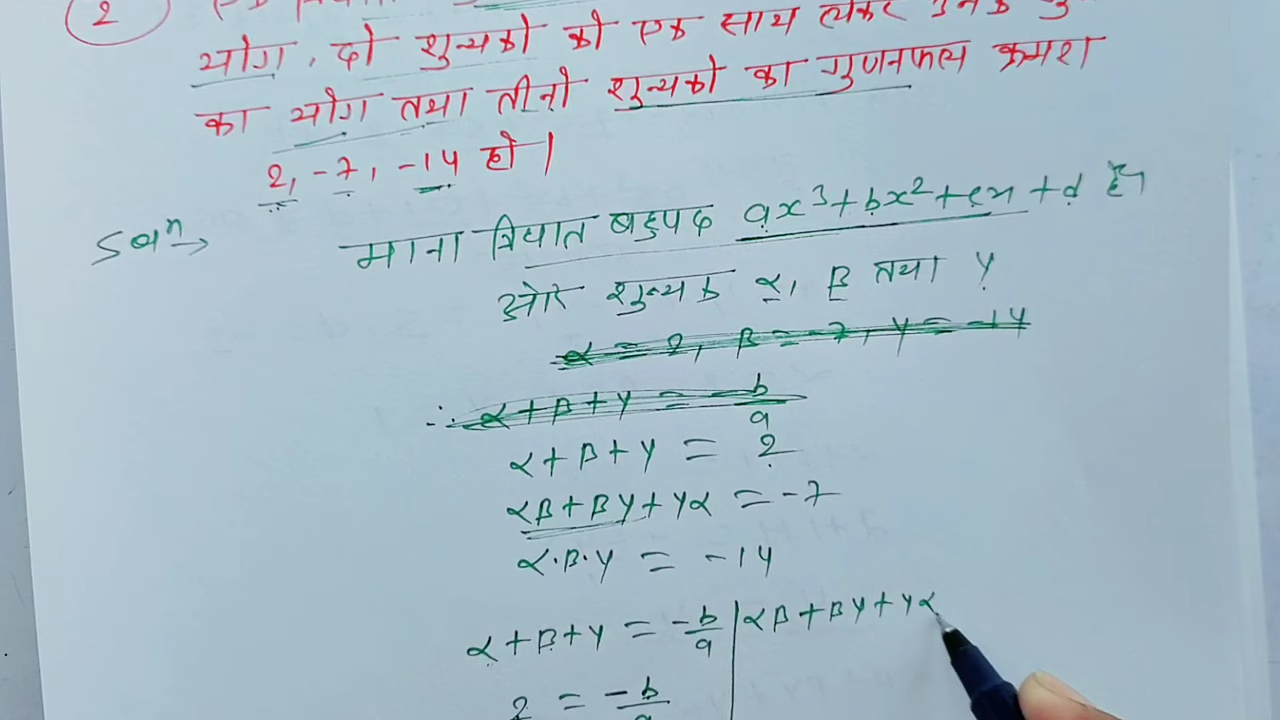 2
योग, दो शुन्यको को एक साथ लेकर उनके
का योग तथा तीनो शुन्यको का गुणनफल क्रमश
2, -7, -14 हो।
Solⁿ→ माना त्रिघात बहुपद ax³+bx²+cx+d है
और शुन्यक α, β तथा γ
α = 2, β = -7, γ = -14
∴ α+β+γ = -b/a
α+β+γ = 2
αβ+βγ+γα = -7
α·β·γ = -14
α+β+γ = -b/a | αβ+βγ+γα
2 = -b/a